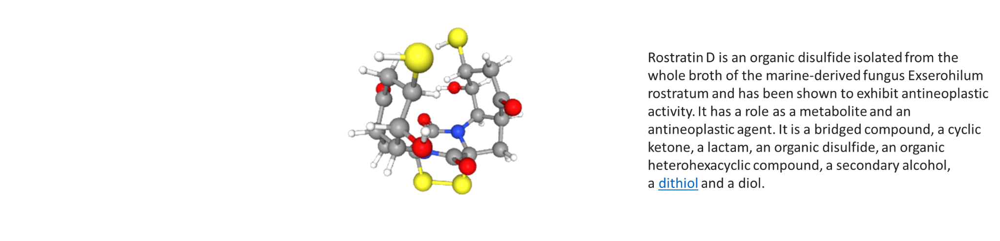 Rostratin D is an organic disulfide isolated from the
whole broth of the marine-derived fungus Exserohilum
rostratum and has been shown to exhibit antineoplastic
activity. It has a role as a metabolite and an
antineoplastic agent. It is a bridged compound, a cyclic
ketone, a lactam, an organic disulfide, an organic
heterohexacyclic compound, a secondary alcohol,
a dithiol and a diol.